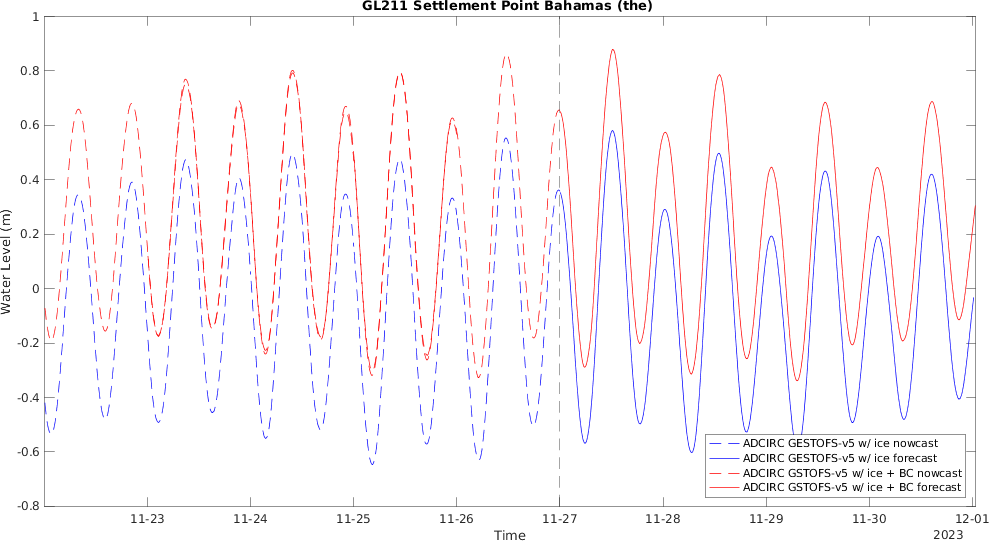 GL211 Settlement Point Bahamas (the)
1
0.8
0.6
0.4
0.2
0
-0.2
-0.4
-0.6
-0.8
Water Level (m)
11-23
11-24
11-25
11-26
11-27
11-28
11-29
11-30
12-01
Time
2023
ADCIRC GESTOFS-v5 w/ ice nowcast
ADCIRC GESTOFS-v5 w/ ice forecast
ADCIRC GSTOFS-v5 w/ ice + BC nowcast
ADCIRC GSTOFS-v5 w/ ice + BC forecast